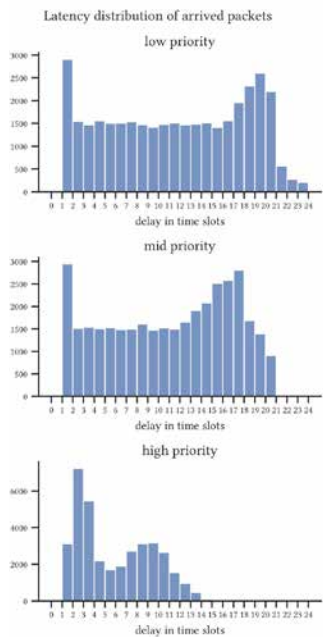 Latency distribution of arrived packets
low priority
3000
2500
2000
1500
1000
500
0
0 1 2 3 4 5 6 7 8 9 10 11 12 13 14 15 16 17 18 19 20 21 22 23 24
delay in time slots
mid priority
3000
2500
2000
1500
1000
500
0
0 1 2 3 4 5 6 7 8 9 10 11 12 13 14 15 16 17 18 19 20 21 22 23 24
delay in time slots
high priority
6000
4000
2000
0
0 1 2 3 4 5 6 7 8 9 10 11 12 13 14 15 16 17 18 19 20 21 22 23 24
delay in time slots